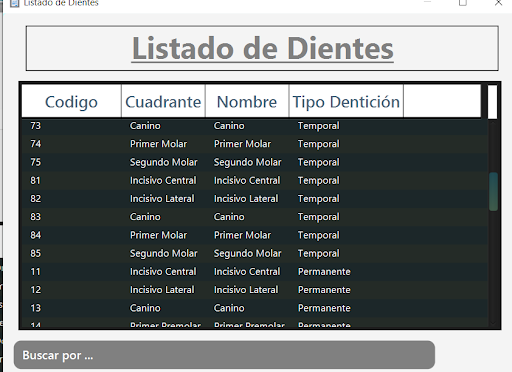 Listado de Dientes
Listado de Dientes
Codigo Cuadrante Nombre Tipo Dentición
73 Canino Canino Temporal
74 Primer Molar Primer Molar Temporal
75 Segundo Molar Segundo Molar Temporal
81 Incisivo Central Incisivo Central Temporal
82 Incisivo Lateral Incisivo Lateral Temporal
83 Canino Canino Temporal
84 Primer Molar Primer Molar Temporal
85 Segundo Molar Segundo Molar Temporal
11 Incisivo Central Incisivo Central Permanente
12 Incisivo Lateral Incisivo Lateral Permanente
13 Canino Canino Permanente
14 Primer Premolar Primer Premolar Permanente
Buscar por ...